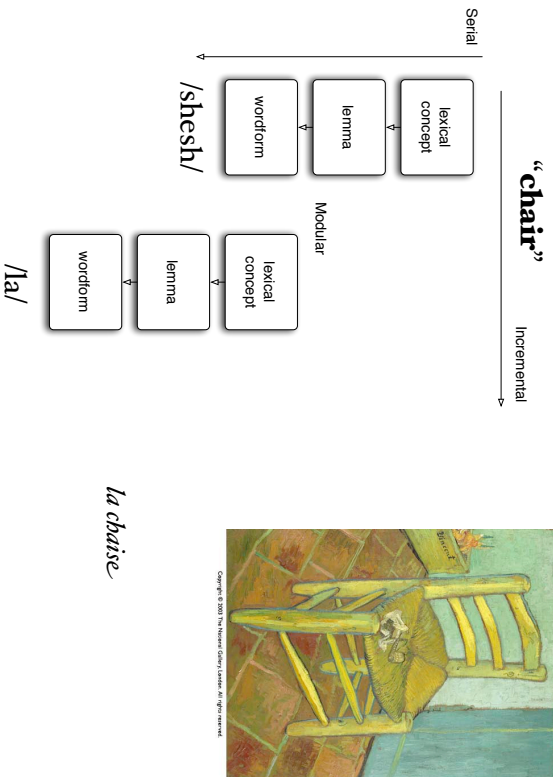 “chair”
Serial
Incremental
lexical
concept
lemma
wordform
/shesh/
Modular
lexical
concept
lemma
wordform
/la/
la chaise
Vincent
Copyright © 2003 The National Gallery, London. All rights reserved.